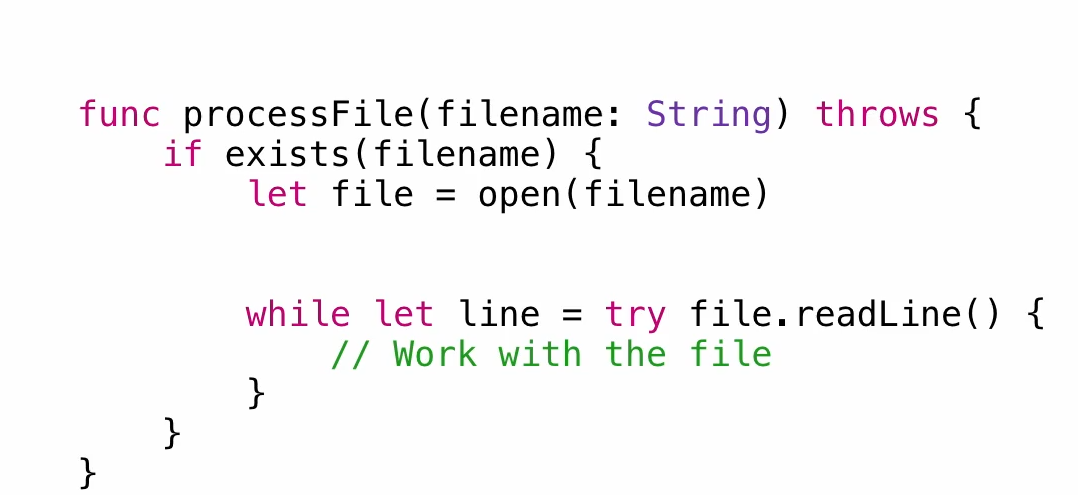 func processFile(filename: String) throws {
    if exists(filename) {
        let file = open(filename)
        while let line = try file.readLine() {
            // Work with the file
        }
    }
}